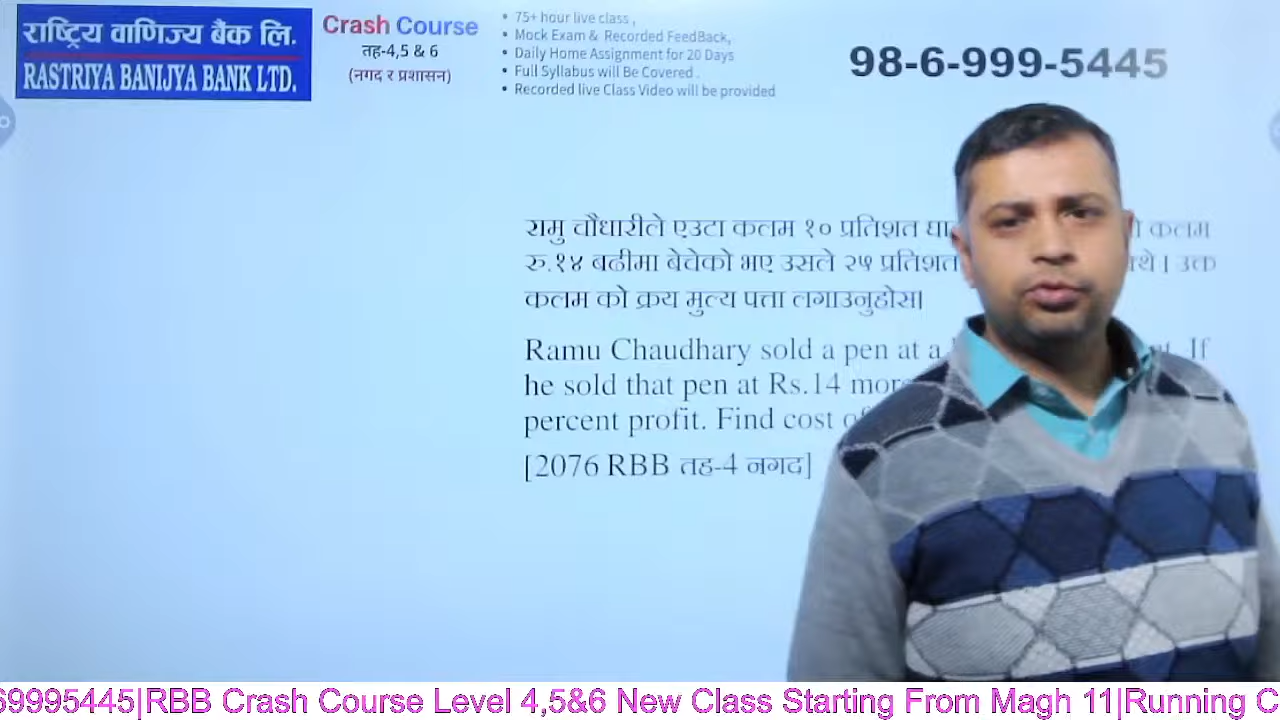 राष्ट्रिय वाणिज्य बैंक लि.
RASTRIYA BANIJYA BANK LTD.
Crash Course
तह-4,5 & 6
(नगद र प्रशासन)
• 75+ hour live class ,
• Mock Exam & Recorded FeedBack,
• Daily Home Assignment for 20 Days
• Full Syllabus will Be Covered .
• Recorded live Class Video will be provided
98-6-999-5445
रामु चौधारीले एउटा कलम १० प्रतिशत कलम
रु.१४ बढीमा बेचेको भए उसले २५ प्रतिशत उक्त
कलम को क्रय मुल्य पत्ता लगाउनुहोस।
Ramu Chaudhary sold a pen at a If
he sold that pen at Rs.14 more
percent profit. Find cost of
[2076 RBB तह-4 नगद]
69995445|RBB Crash Course Level 4,5&6 New Class Starting From Magh 11|Running